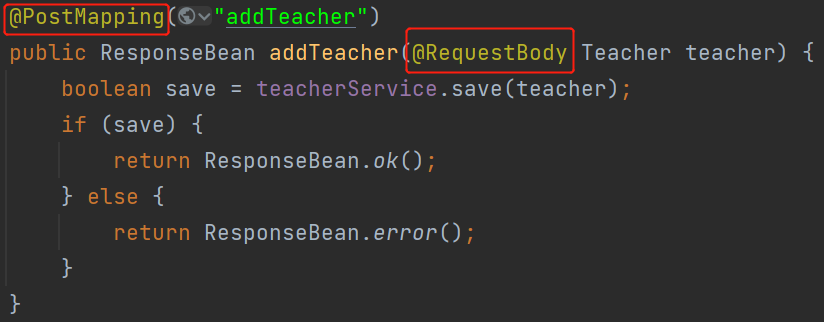 @PostMapping("addTeacher")
public ResponseBean addTeacher(@RequestBody Teacher teacher) {
    boolean save = teacherService.save(teacher);
    if (save) {
        return ResponseBean.ok();
    } else {
        return ResponseBean.error();
    }
}